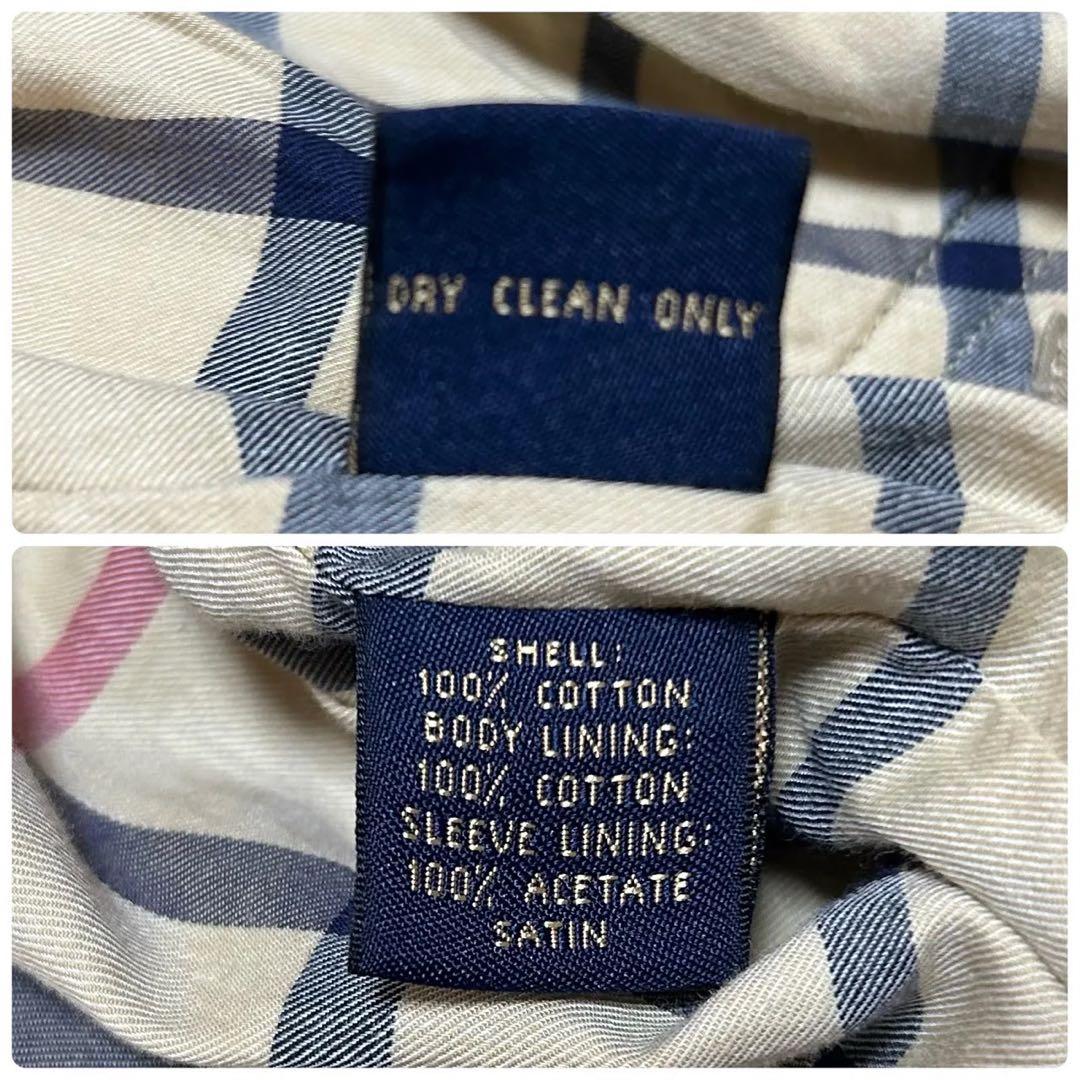 DRY CLEAN ONLY
SHELL:
100% COTTON
BODY LINING:
100% COTTON
SLEEVE LINING:
100% ACETATE
SATIN